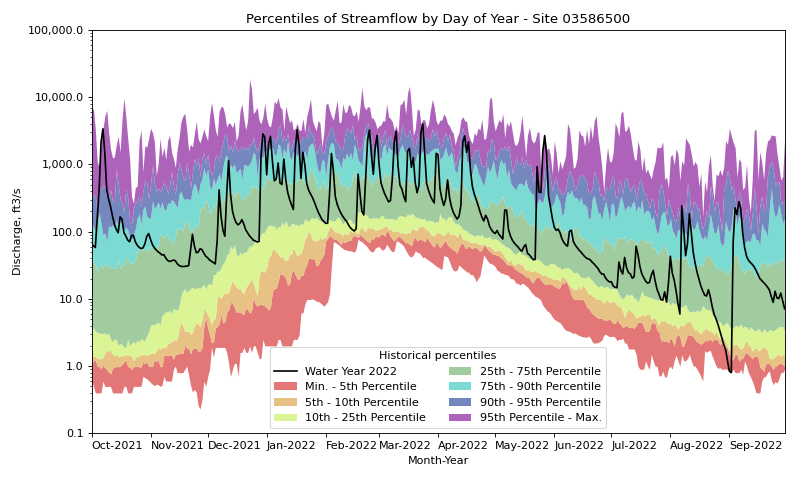 Percentiles of Streamflow by Day of Year - Site 03586500
Discharge, ft3/s
100,000.0
10,000.0
1,000.0
100.0
10.0
1.0
0.1
Historical percentiles
Water Year 2022
Min. - 5th Percentile
5th - 10th Percentile
10th - 25th Percentile
25th - 75th Percentile
75th - 90th Percentile
90th - 95th Percentile
95th Percentile - Max.
Oct-2021 Nov-2021 Dec-2021 Jan-2022 Feb-2022 Mar-2022 Apr-2022 May-2022 Jun-2022 Jul-2022 Aug-2022 Sep-2022
Month-Year